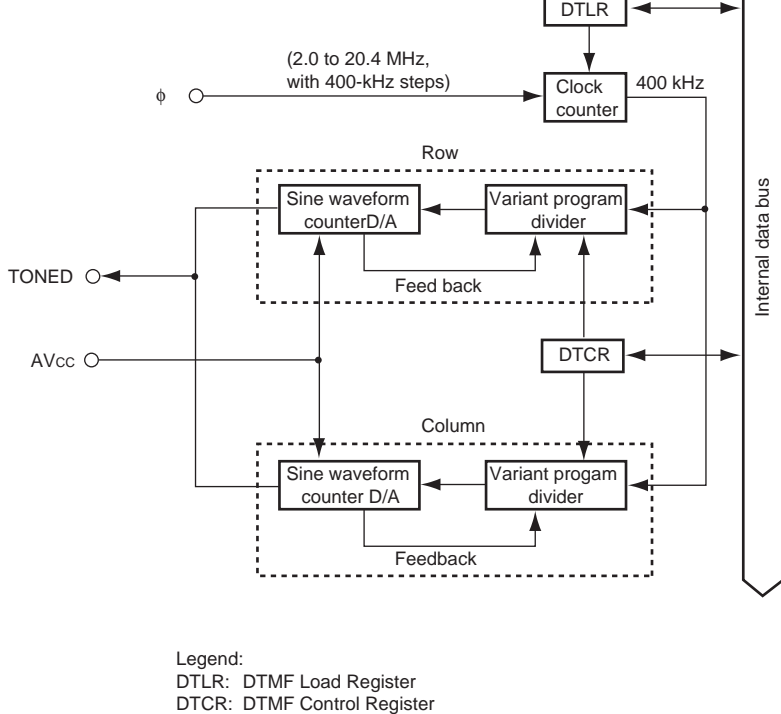 DTLR
(2.0 to 20.4 MHz,
with 400-kHz steps)
ϕ
Clock
counter
400 kHz
Row
Sine waveform
counterD/A
Variant program
divider
Feed back
Internal data bus
TONED
AVcc
DTCR
Column
Sine waveform
counter D/A
Variant progam
divider
Feedback
Legend:
DTLR: DTMF Load Register
DTCR: DTMF Control Register